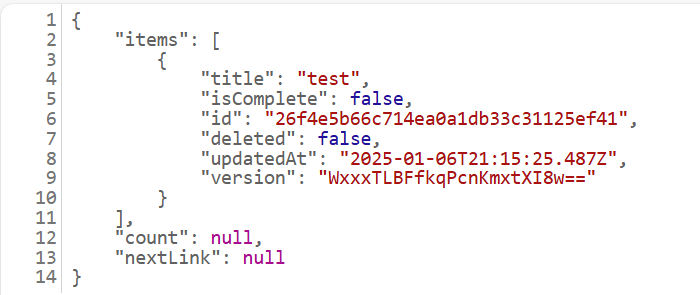 1 {
2     "items": [
3         {
4             "title": "test",
5             "isComplete": false,
6             "id": "26f4e5b66c714ea0a1db33c31125ef41",
7             "deleted": false,
8             "updatedAt": "2025-01-06T21:15:25.487Z",
9             "version": "WxxxTLBFfkqPcnKmxtXI8w=="
10         }
11     ],
12     "count": null,
13     "nextLink": null
14 }